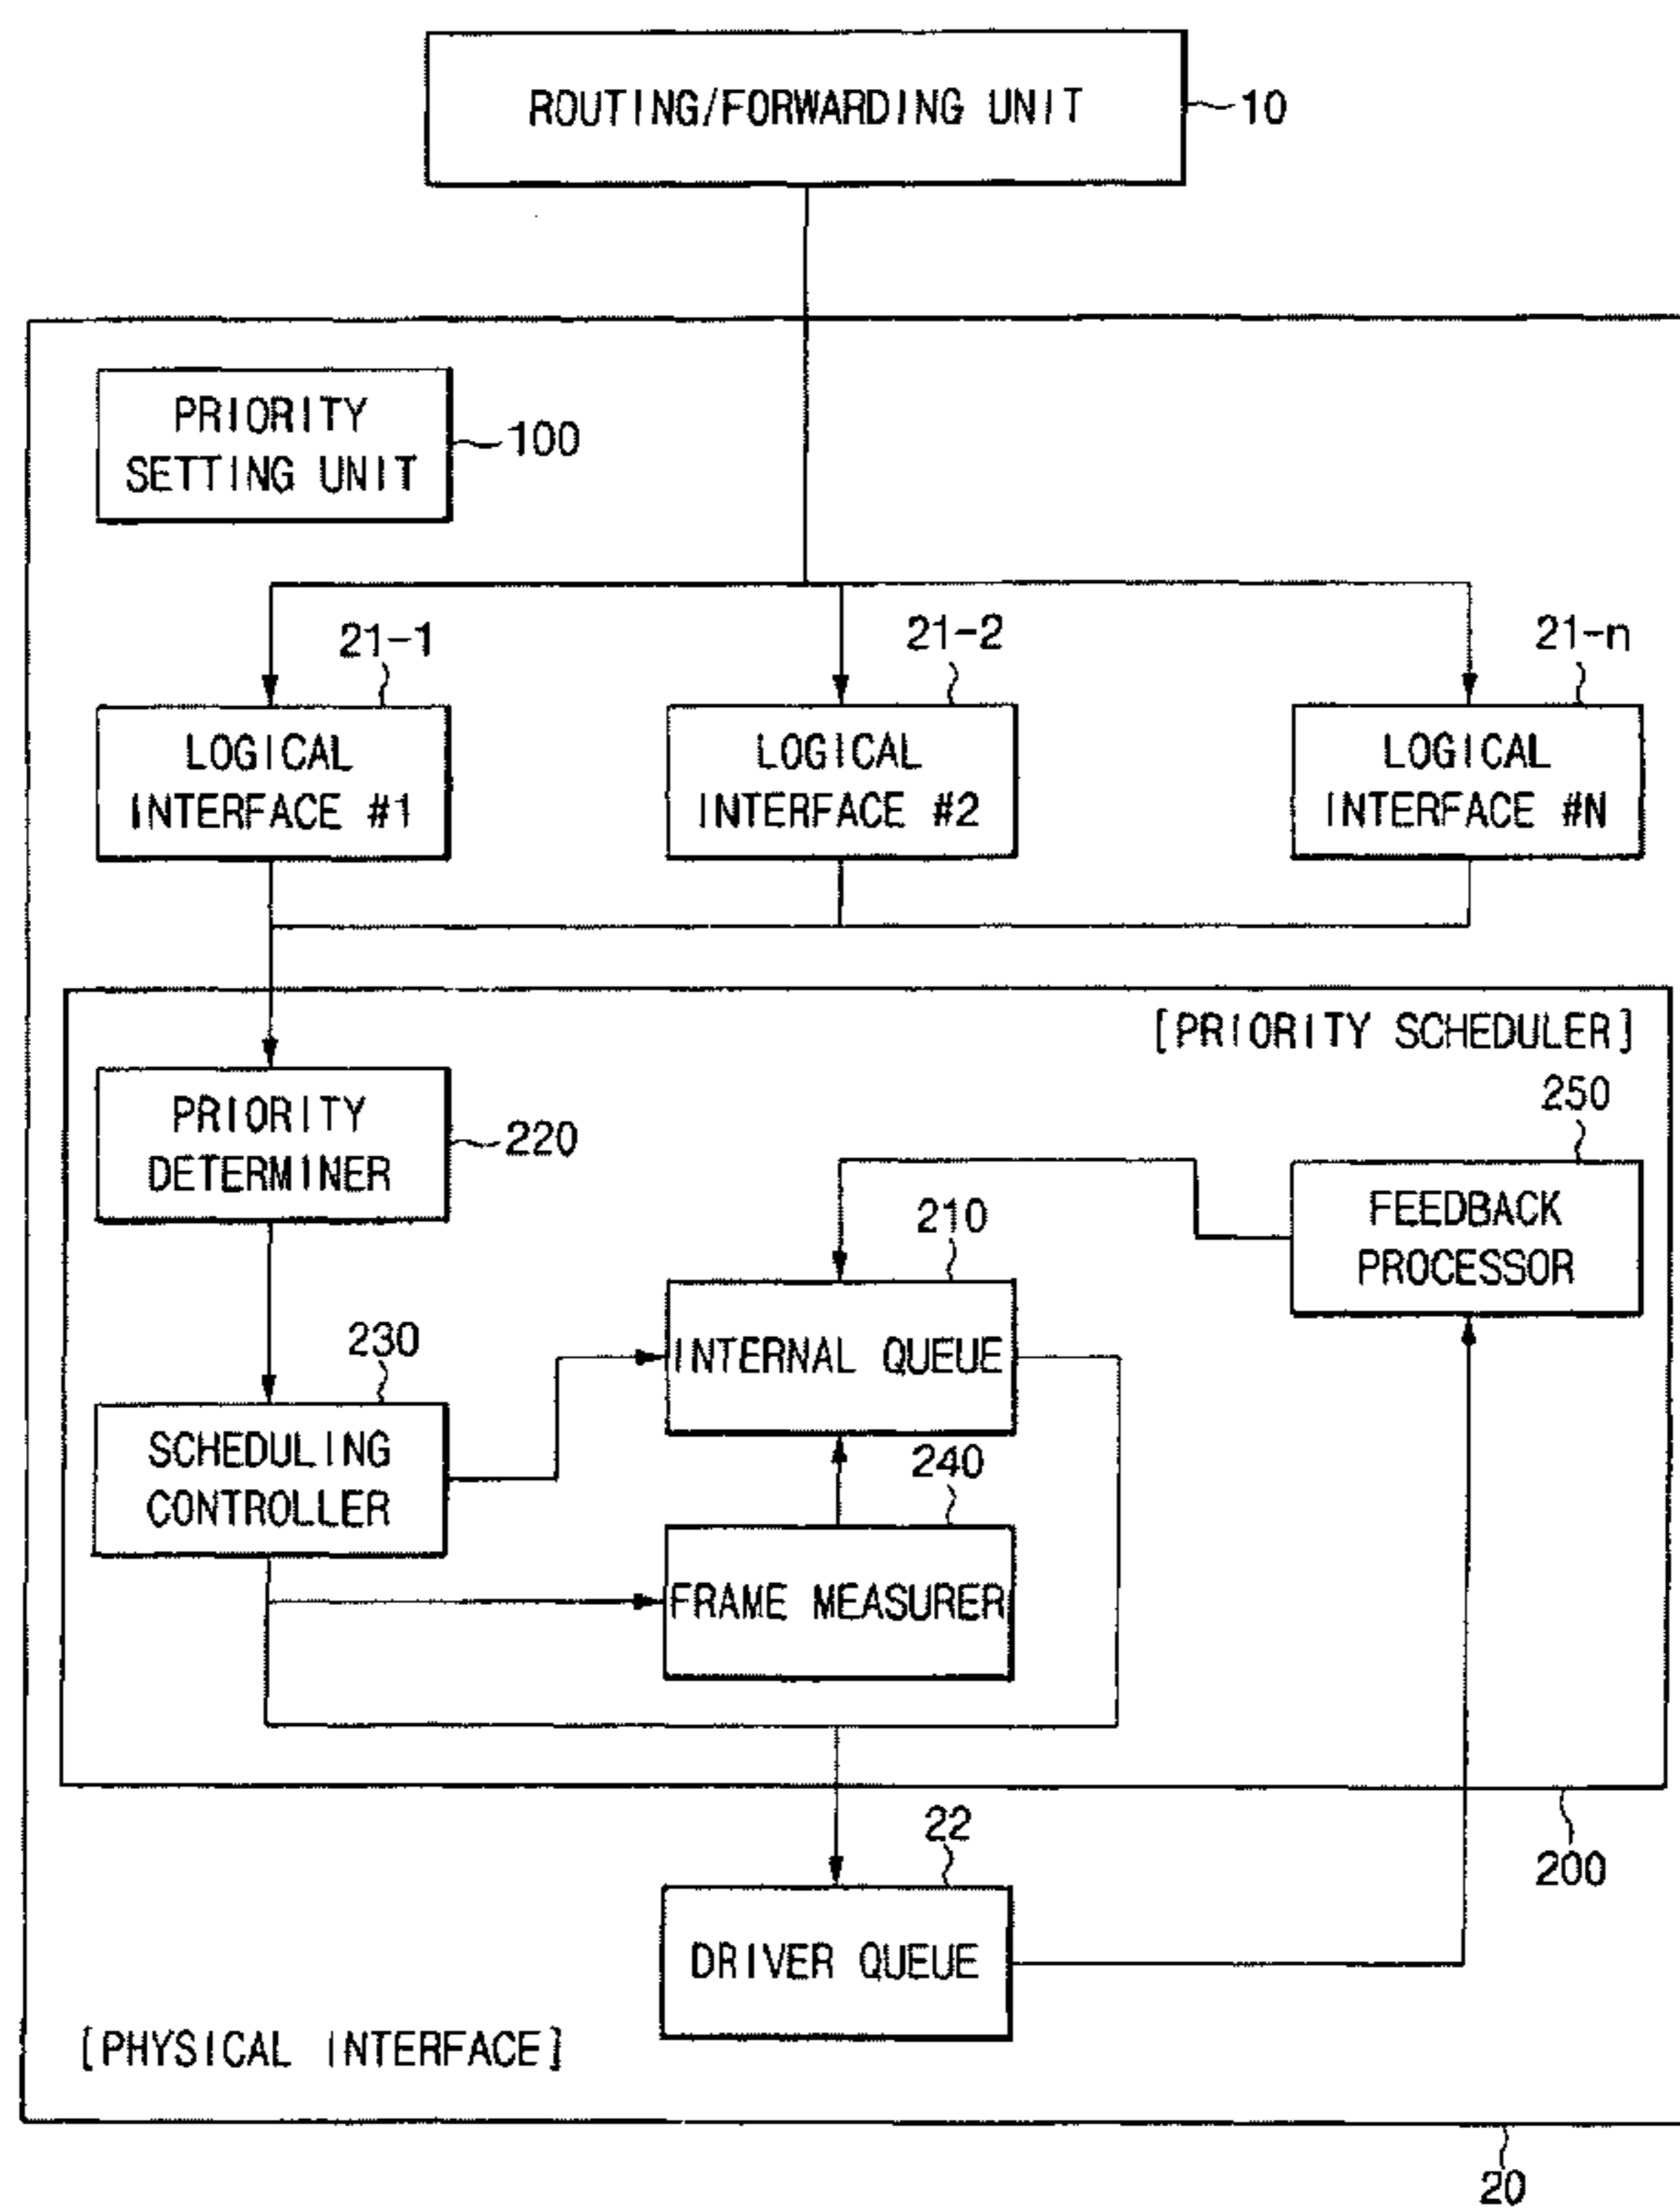 ROUTING/FORWARDING UNIT
10
PRIORITY
SETTING UNIT
100
21-1
21-2
21-n
LOGICAL
INTERFACE #1
LOGICAL
INTERFACE #2
LOGICAL
INTERFACE #N
[PRIORITY SCHEDULER]
PRIORITY
DETERMINER
220
250
FEEDBACK
PROCESSOR
210
INTERNAL QUEUE
230
SCHEDULING
CONTROLLER
240
FRAME MEASURER
200
22
DRIVER QUEUE
[PHYSICAL INTERFACE]
20